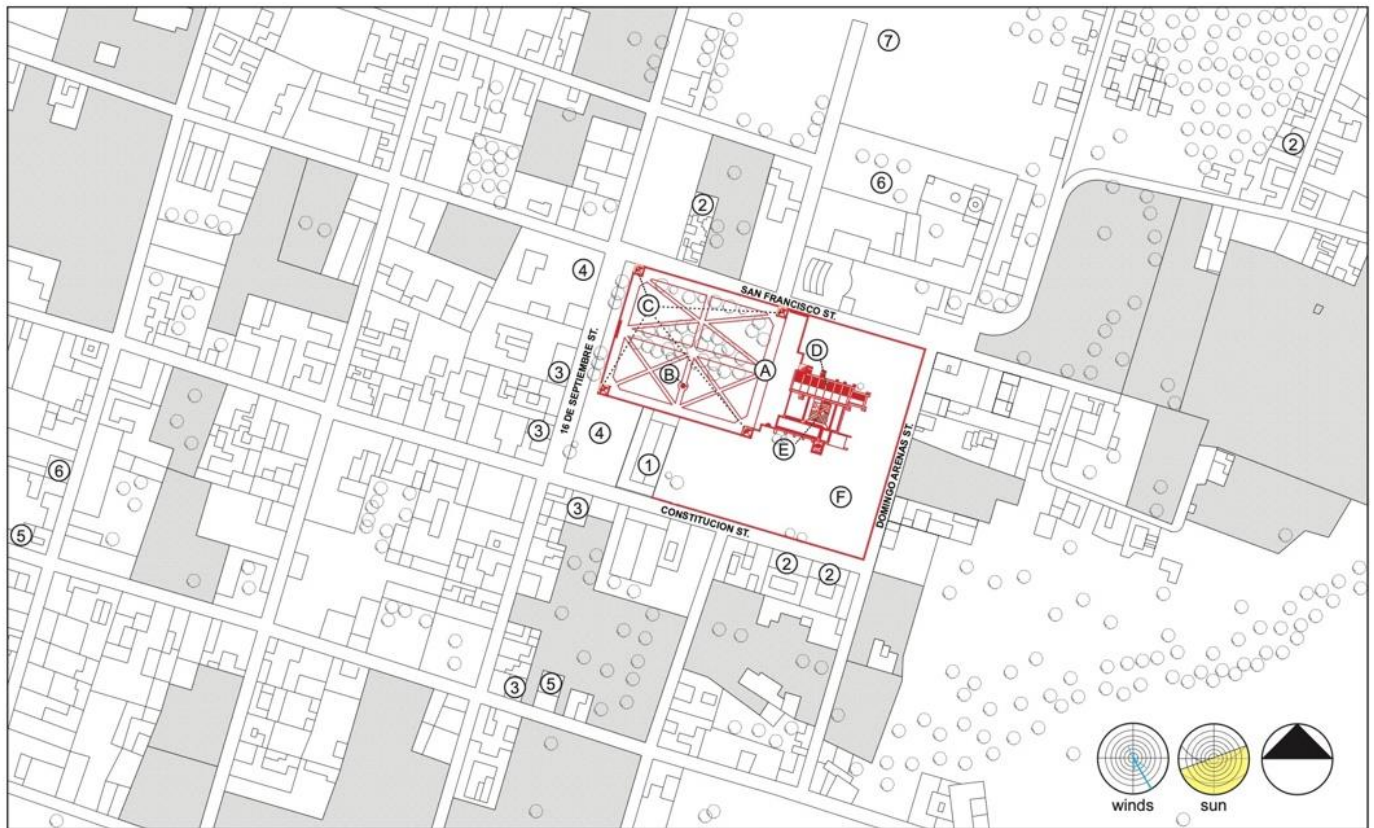 7
2
6
2
4
SAN FRANCISCO ST.
C
D
3
B
A
16 DE SEPTIEMBRE ST.
3
4
E
6
1
F
DOMINGO ARENAS ST.
5
3
CONSTITUCION ST.
2
2
3
5
winds
sun